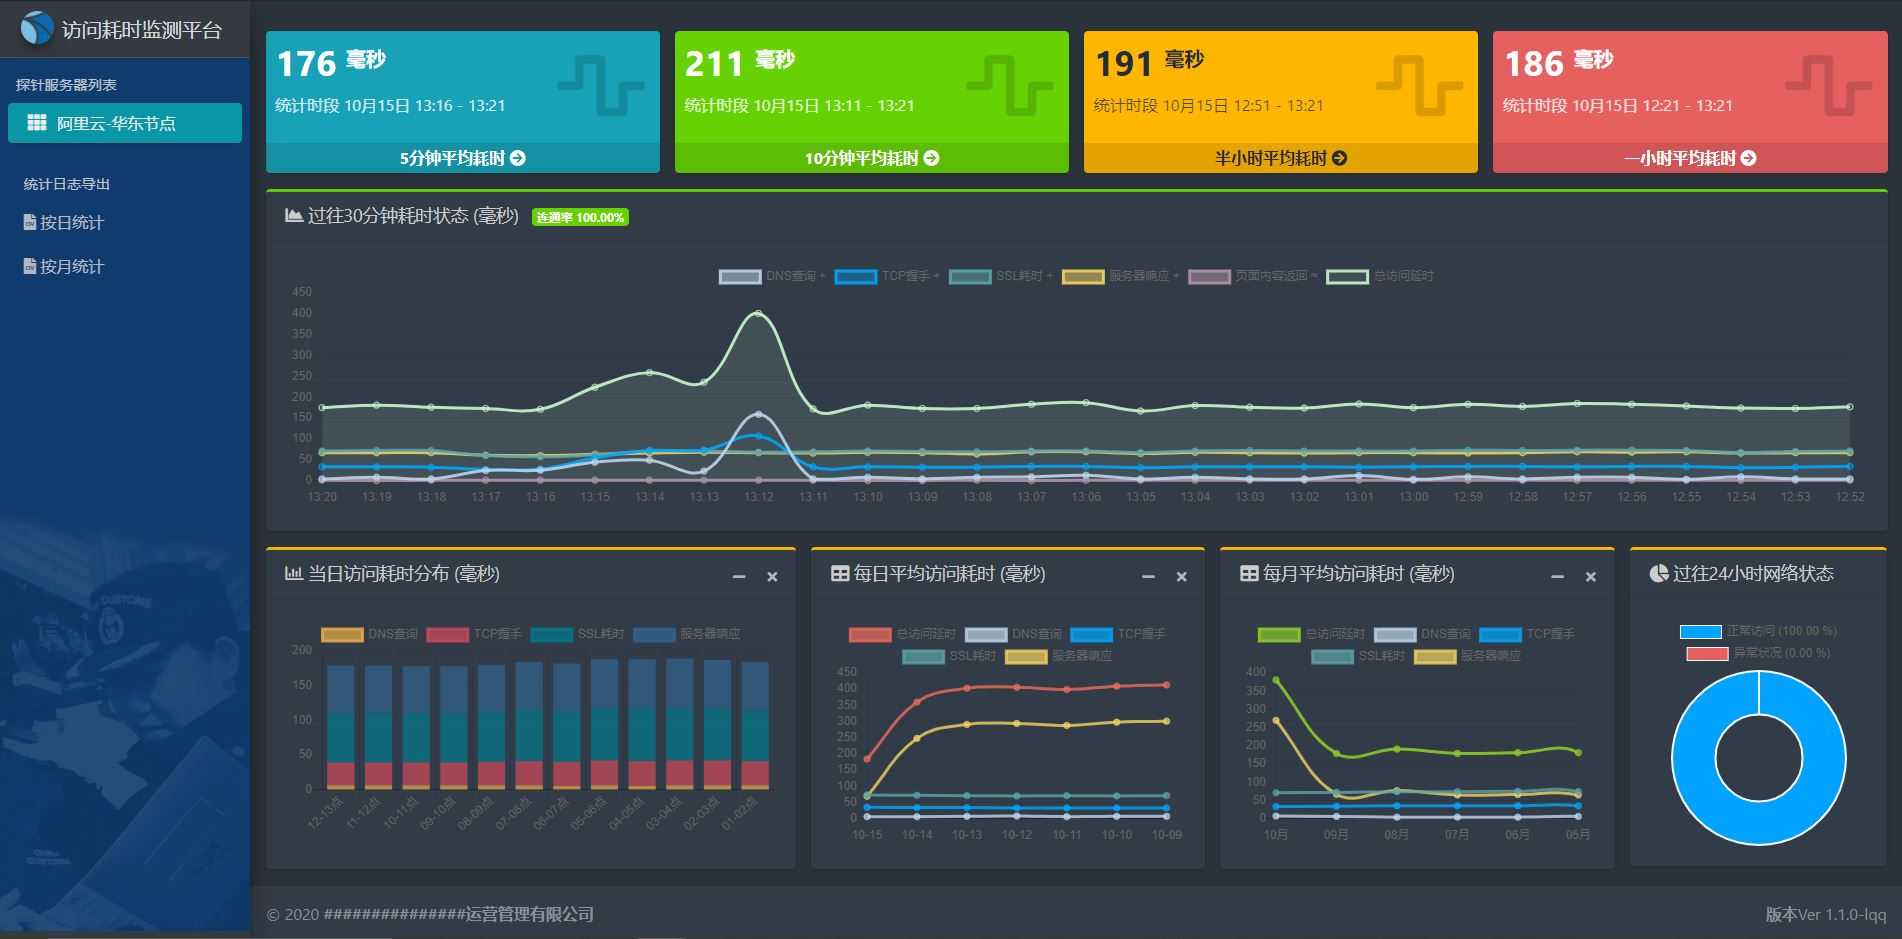 访问耗时监测平台
探针服务器列表
阿里云-华东节点
统计日志导出
按日统计
按月统计
176 毫秒
统计时段 10月15日 13:16 - 13:21
5分钟平均耗时
211 毫秒
统计时段 10月15日 13:11 - 13:21
10分钟平均耗时
191 毫秒
统计时段 10月15日 12:51 - 13:21
半小时平均耗时
186 毫秒
统计时段 10月15日 12:21 - 13:21
一小时平均耗时
过往30分钟耗时状态 (毫秒) 连通率 100.00%
DNS查询 + TCP握手 + SSL耗时 + 服务器响应 + 页面内容返回 ≈ 总访问延时
450
400
350
300
250
200
150
100
50
0
13:20 13:19 13:18 13:17 13:16 13:15 13:14 13:13 13:12 13:11 13:10 13:09 13:08 13:07 13:06 13:05 13:04 13:03 13:02 13:01 13:00 12:59 12:58 12:57 12:56 12:55 12:54 12:53 12:52
当日访问耗时分布 (毫秒)
DNS查询 TCP握手 SSL耗时 服务器响应
200
150
100
50
0
12-13点 11-12点 10-11点 09-10点 08-09点 07-08点 06-07点 05-06点 04-05点 03-04点 02-03点 01-02点
每日平均访问耗时 (毫秒)
总访问延时 DNS查询 TCP握手
SSL耗时 服务器响应
450
400
350
300
250
200
150
100
50
0
10-15 10-14 10-13 10-12 10-11 10-10 10-09
每月平均访问耗时 (毫秒)
总访问延时 DNS查询 TCP握手
SSL耗时 服务器响应
400
350
300
250
200
150
100
50
0
10月 09月 08月 07月 06月 05月
过往24小时网络状态
正常访问 (100.00 %)
异常状况 (0.00 %)
CUSTOMS
CHINA
CUSTOMS
© 2020 ###############运营管理有限公司
版本Ver 1.1.0-lqq